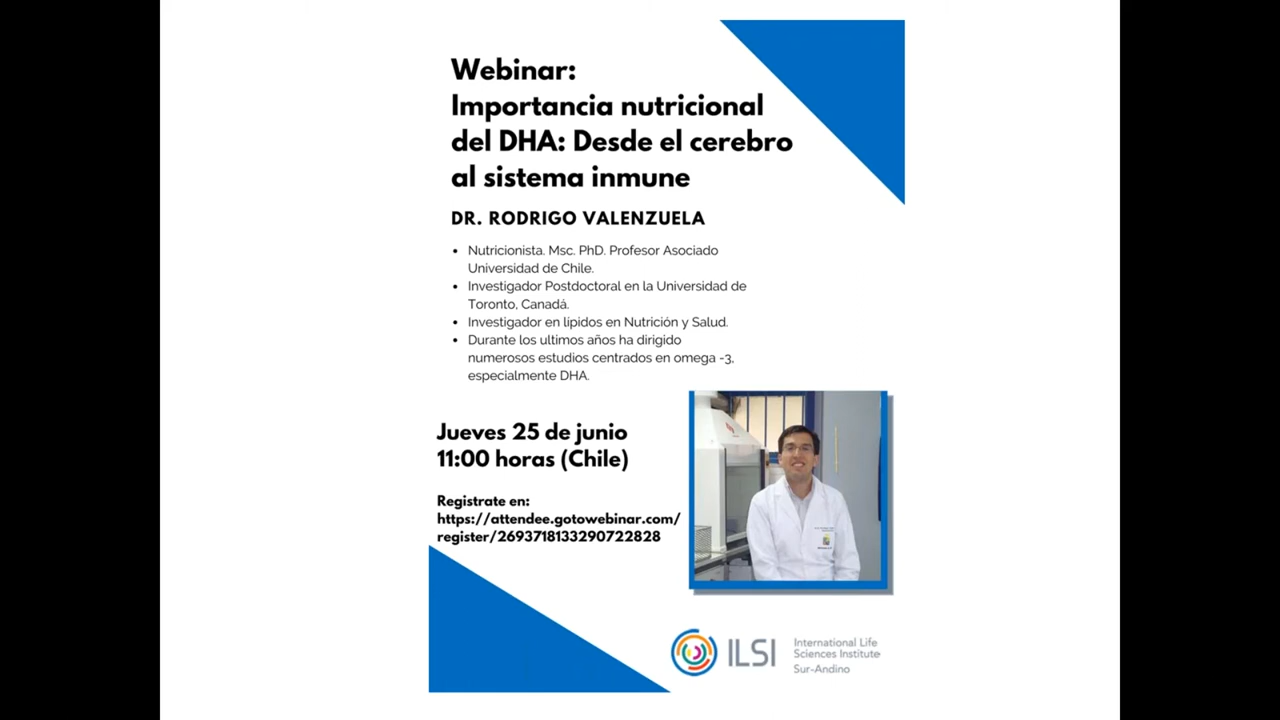 Webinar:
Importancia nutricional
del DHA: Desde el cerebro
al sistema inmune
DR. RODRIGO VALENZUELA
• Nutricionista. Msc. PhD. Profesor Asociado
Universidad de Chile.
• Investigador Postdoctoral en la Universidad de
Toronto, Canadá.
• Investigador en lípidos en Nutrición y Salud.
• Durante los ultimos años ha dirigido
numerosos estudios centrados en omega -3,
especialmente DHA.
Jueves 25 de junio
11:00 horas (Chile)
Registrate en:
https://attendee.gotowebinar.com/
register/2693718133290722828
ILSI
International Life
Sciences Institute
Sur-Andino